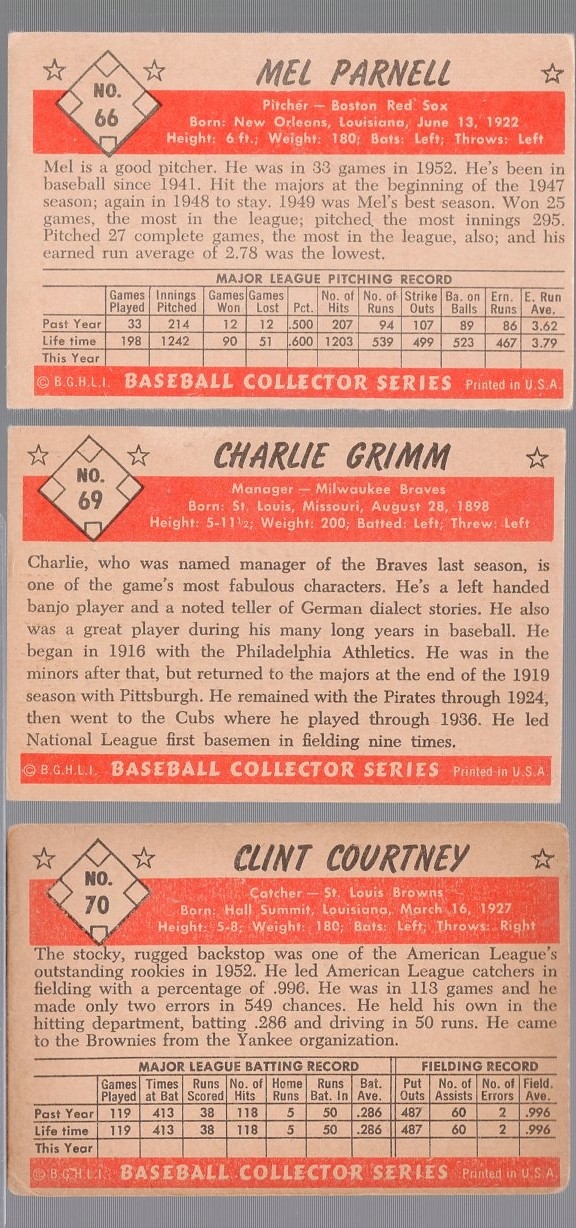 NO.
66
MEL PARNELL
Pitcher — Boston Red Sox
Born: New Orleans, Louisiana, June 13, 1922
Height: 6 ft.; Weight: 180; Bats: Left; Throws: Left
Mel is a good pitcher. He was in 33 games in 1952. He's been in
baseball since 1941. Hit the majors at the beginning of the 1947
season; again in 1948 to stay. 1949 was Mel's best season. Won 25
games, the most in the league; pitched the most innings 295.
Pitched 27 complete games, the most in the league, also; and his
earned run average of 2.78 was the lowest.
MAJOR LEAGUE PITCHING RECORD
Games Innings Games Games No. of No. of Strike Ba. on Ern. E. Run
Played Pitched Won Lost Pct. Hits Runs Outs Balls Runs Ave.
Past Year 33 214 12 12 .500 207 94 107 89 86 3.62
Life time 198 1242 90 51 .600 1203 539 499 523 467 3.79
This Year
© B.G.H.L.I. BASEBALL COLLECTOR SERIES Printed in U.S.A.
NO.
69
CHARLIE GRIMM
Manager — Milwaukee Braves
Born: St. Louis, Missouri, August 28, 1898
Height: 5-11½; Weight: 200; Batted: Left; Threw: Left
Charlie, who was named manager of the Braves last season, is
one of the game's most fabulous characters. He's a left handed
banjo player and a noted teller of German dialect stories. He also
was a great player during his many long years in baseball. He
began in 1916 with the Philadelphia Athletics. He was in the
minors after that, but returned to the majors at the end of the 1919
season with Pittsburgh. He remained with the Pirates through 1924,
then went to the Cubs where he played through 1936. He led
National League first basemen in fielding nine times.
© B.G.H.L.I. BASEBALL COLLECTOR SERIES Printed in U.S.A.
NO.
70
CLINT COURTNEY
Catcher — St. Louis Browns
Born: Hall Summit, Louisiana, March 16, 1927
Height: 5-8; Weight: 180; Bats: Left; Throws: Right
The stocky, rugged backstop was one of the American League's
outstanding rookies in 1952. He led American League catchers in
fielding with a percentage of .996. He was in 113 games and he
made only two errors in 549 chances. He held his own in the
hitting department, batting .286 and driving in 50 runs. He came
to the Brownies from the Yankee organization.
MAJOR LEAGUE BATTING RECORD FIELDING RECORD
Games Times Runs No. of Home Runs Bat. Put No. of No. of Field.
Played at Bat Scored Hits Runs Bat. In Ave. Outs Assists Errors Ave.
Past Year 119 413 38 118 5 50 .286 487 60 2 .996
Life time 119 413 38 118 5 50 .286 487 60 2 .996
This Year
© B.G.H.L.I. BASEBALL COLLECTOR SERIES Printed in U.S.A.